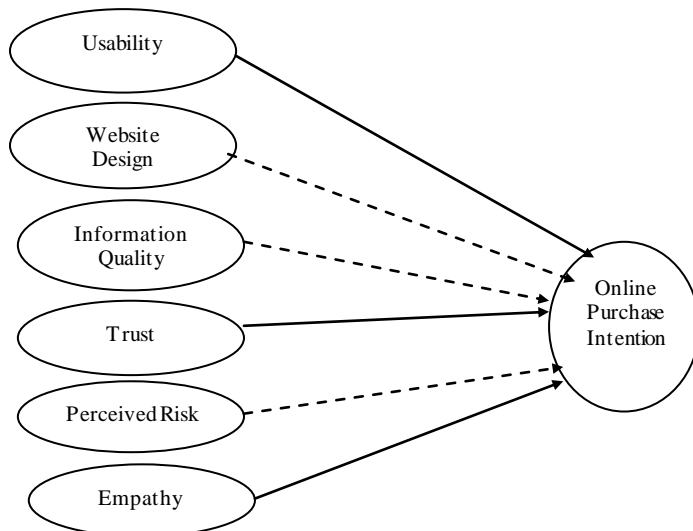 Usability
Website
Design
Information
Quality
Trust
Perceived Risk
Empathy
Online
Purchase
Intention